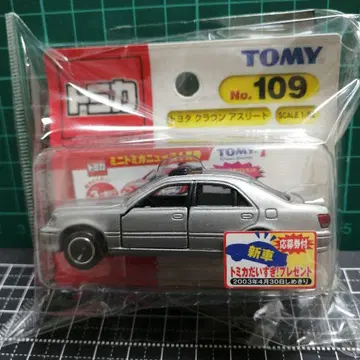 トミカ
TOMY
No. 109
トヨタ クラウン アスリート
SCALE
ミニトミカニュース
トミカ
TOMY
応募券付
新車
トミカだいすき!プレゼント
2003年4月30日しめきり